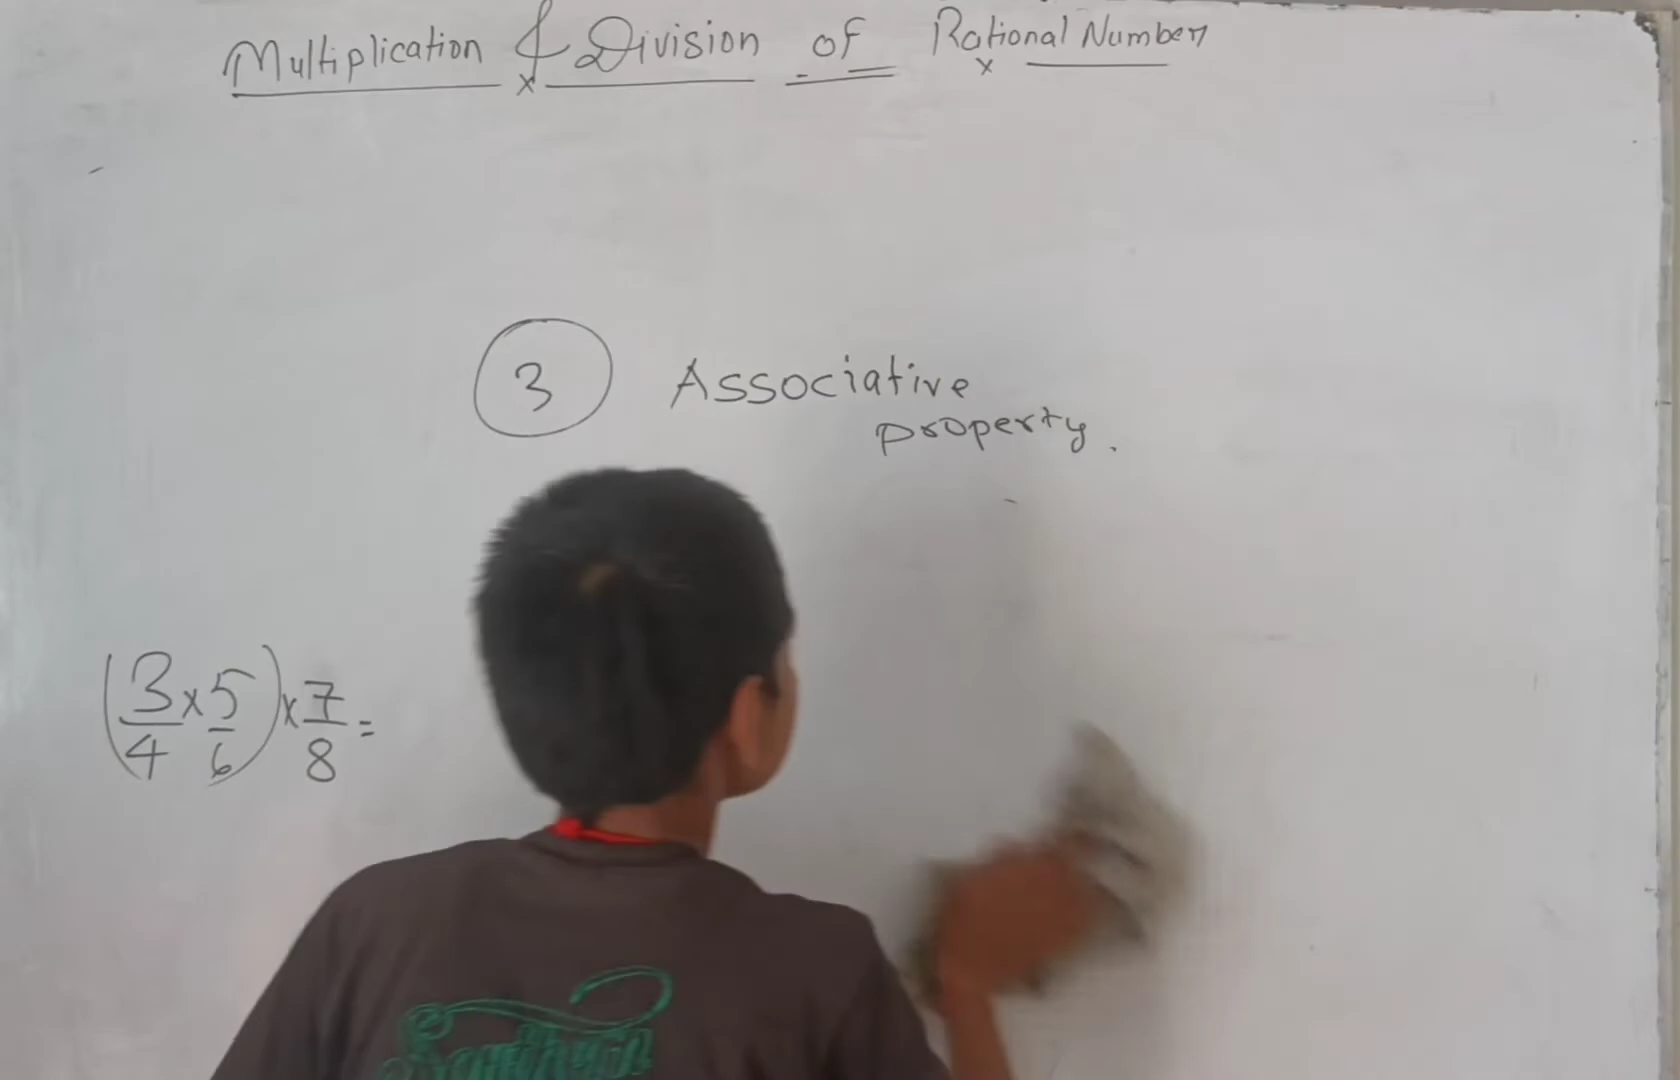 Multiplication & Division of Rational Number
x x
3 Associative
property.
(3/4 x 5/6) x 7/8 =